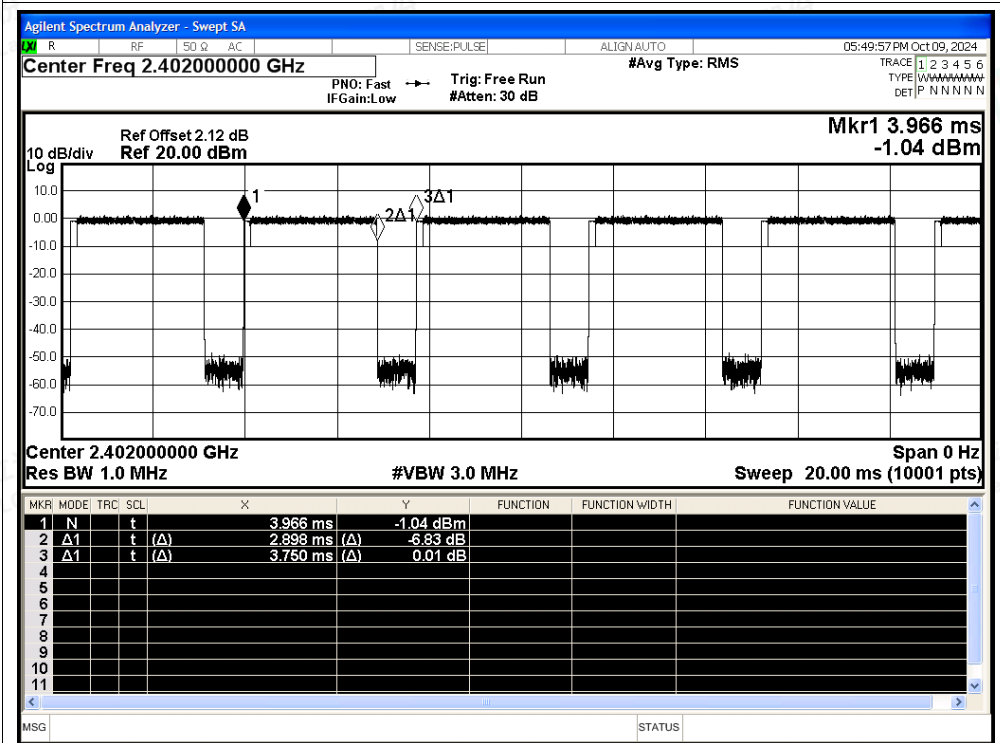 Agilent Spectrum Analyzer - Swept SA
LXI R RF 50 Ω AC SENSE:PULSE ALIGN AUTO 05:49:57 PM Oct 09, 2024
Center Freq 2.402000000 GHz #Avg Type: RMS TRACE 1 2 3 4 5 6
PNO: Fast Trig: Free Run TYPE WWWWWW
IFGain:Low #Atten: 30 dB DET P N N N N N
Mkr1 3.966 ms
Ref Offset 2.12 dB
10 dB/div Ref 20.00 dBm -1.04 dBm
Log
10.0
0.00
-10.0
-20.0
-30.0
-40.0
-50.0
-60.0
-70.0
1 2Δ1 3Δ1
Center 2.402000000 GHz Span 0 Hz
Res BW 1.0 MHz #VBW 3.0 MHz Sweep 20.00 ms (10001 pts)
MKR MODE TRC SCL X Y FUNCTION FUNCTION WIDTH FUNCTION VALUE
1 N t 3.966 ms -1.04 dBm
2 Δ1 t (Δ) 2.898 ms (Δ) -6.83 dB
3 Δ1 t (Δ) 3.750 ms (Δ) 0.01 dB
4
5
6
7
8
9
10
11
MSG STATUS